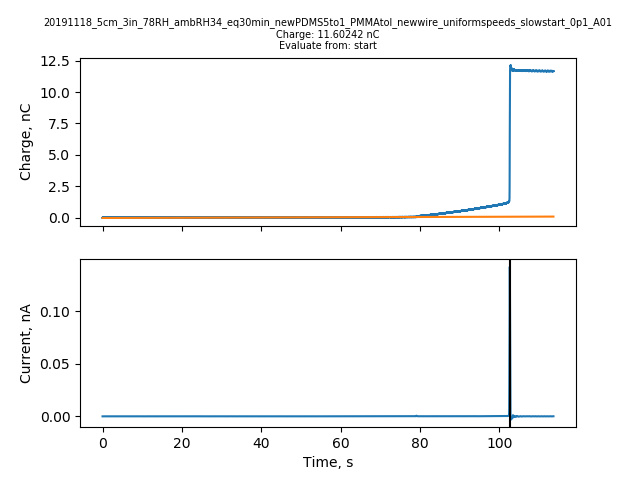 20191118_5cm_3in_78RH_ambRH34_eq30min_newPDMS5to1_PMMAtol_newwire_uniformspeeds_slowstart_0p1_A01
Charge: 11.60242 nC
Evaluate from: start
12.5
10.0
7.5
5.0
2.5
0.0
Charge, nC
0.10
0.05
0.00
Current, nA
0 20 40 60 80 100
Time, s